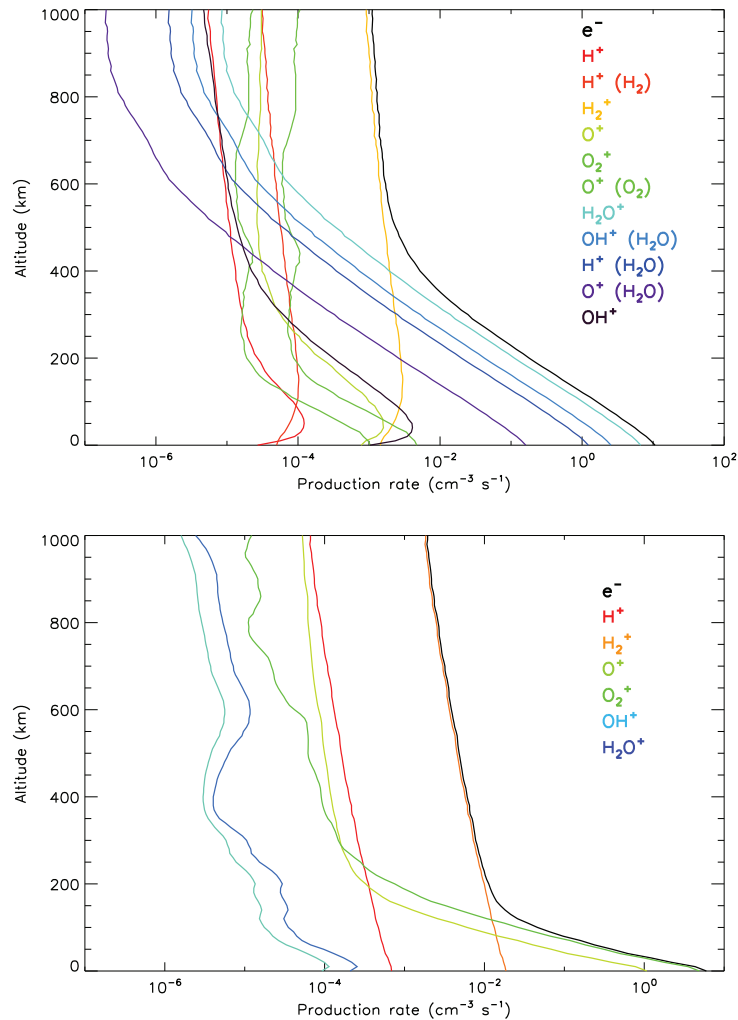 1000
800
600
400
200
0
Altitude (km)
e⁻
H⁺
H⁺ (H₂)
H₂⁺
O⁺
O₂⁺
O⁺ (O₂)
H₂O⁺
OH⁺ (H₂O)
H⁺ (H₂O)
O⁺ (H₂O)
OH⁺
10⁻⁶ 10⁻⁴ 10⁻² 10⁰ 10²
Production rate (cm⁻³ s⁻¹)
1000
800
600
400
200
0
Altitude (km)
e⁻
H⁺
H₂⁺
O⁺
O₂⁺
OH⁺
H₂O⁺
10⁻⁶ 10⁻⁴ 10⁻² 10⁰
Production rate (cm⁻³ s⁻¹)